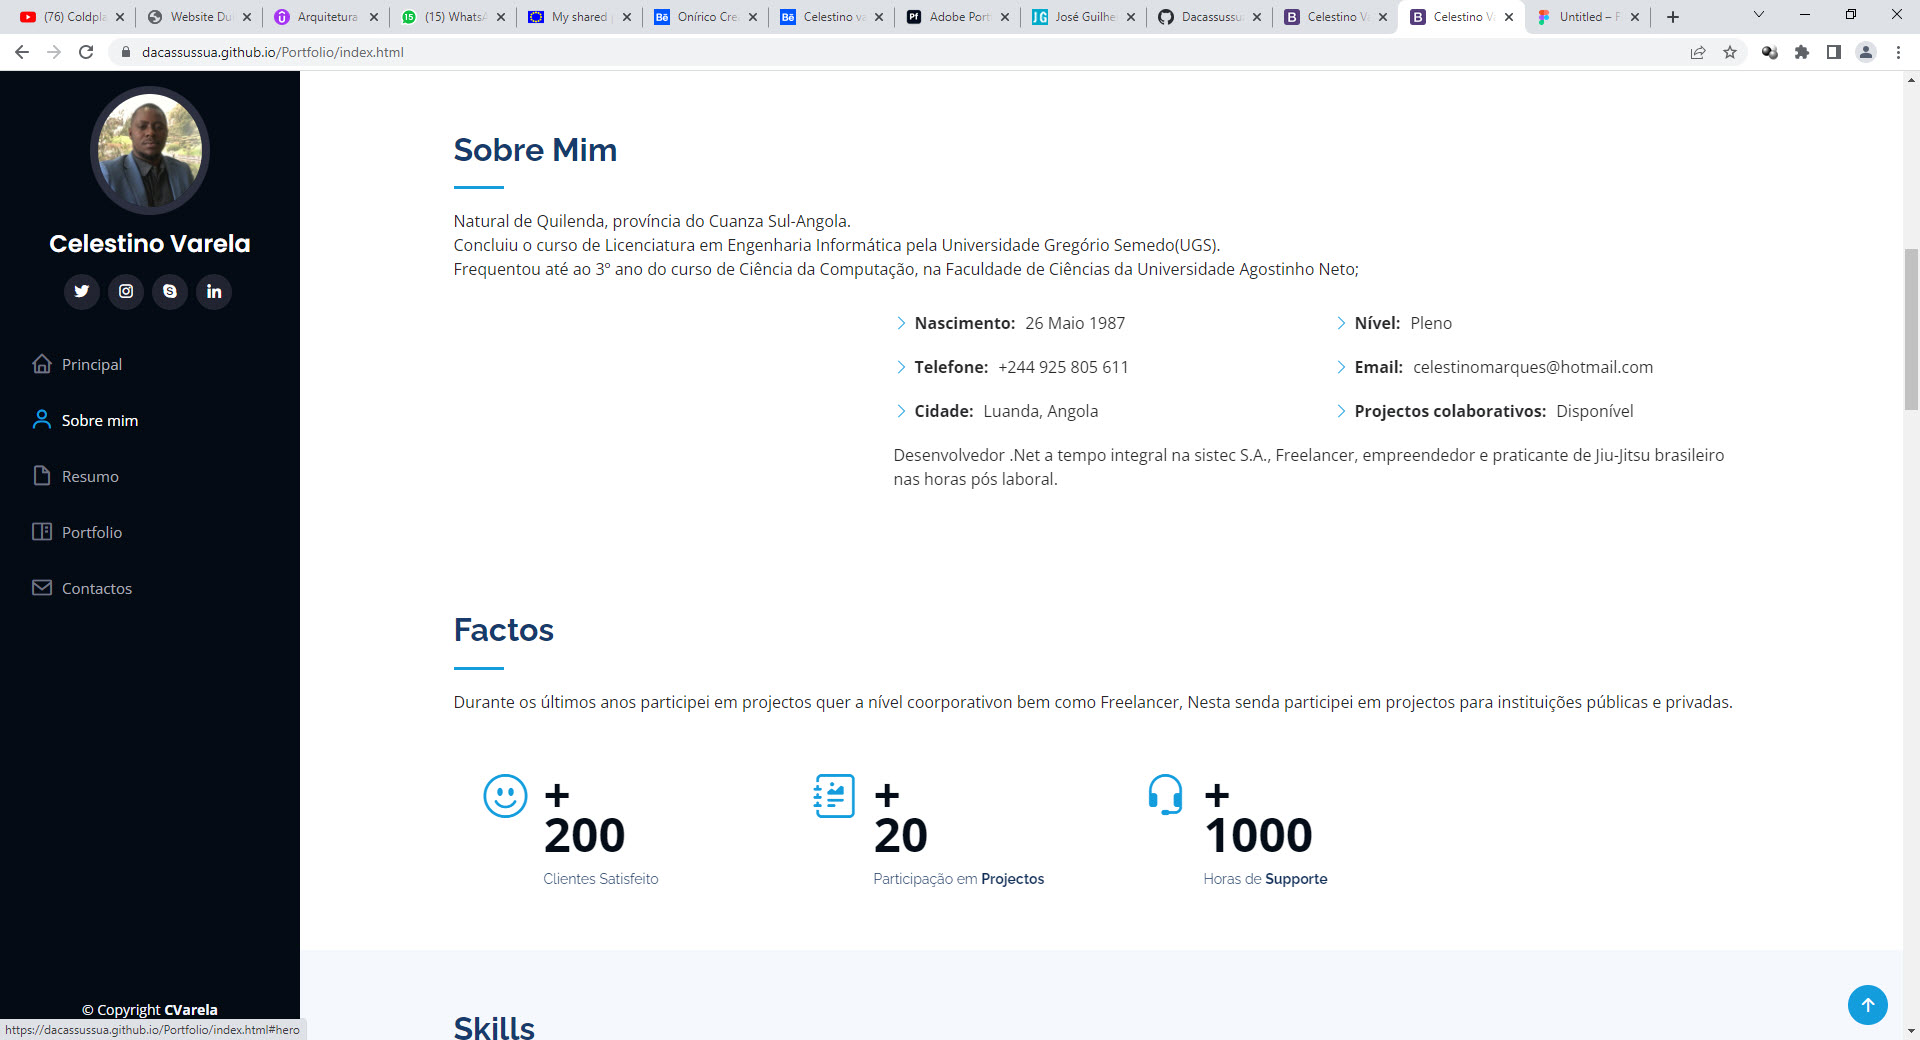 (76) Coldpla
Website Du
Arquitetura
(15) WhatsA
My shared
Onírico Cre
Celestino va
Adobe Port
José Guilhe
Dacassussu
Celestino V
Celestino V
Untitled – F
dacassussua.github.io/Portfolio/index.html
Celestino Varela
Principal
Sobre mim
Resumo
Portfolio
Contactos
© Copyright CVarela
https://dacassussua.github.io/Portfolio/index.html#hero
Sobre Mim
Natural de Quilenda, província do Cuanza Sul-Angola.
Concluiu o curso de Licenciatura em Engenharia Informática pela Universidade Gregório Semedo(UGS).
Frequentou até ao 3º ano do curso de Ciência da Computação, na Faculdade de Ciências da Universidade Agostinho Neto;
Nascimento: 26 Maio 1987
Nível: Pleno
Telefone: +244 925 805 611
Email: celestinomarques@hotmail.com
Cidade: Luanda, Angola
Projectos colaborativos: Disponível
Desenvolvedor .Net a tempo integral na sistec S.A., Freelancer, empreendedor e praticante de Jiu-Jitsu brasileiro
nas horas pós laboral.
Factos
Durante os últimos anos participei em projectos quer a nível coorporativon bem como Freelancer, Nesta senda participei em projectos para instituições públicas e privadas.
+
200
Clientes Satisfeito
+
20
Participação em Projectos
+
1000
Horas de Supporte
Skills